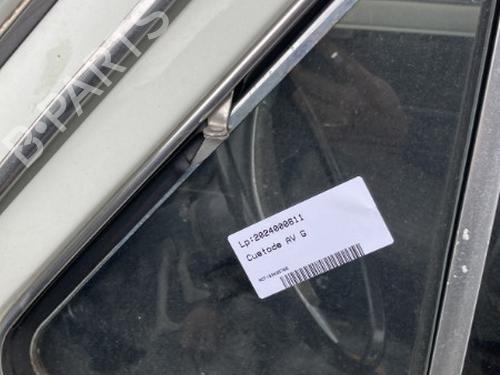 B-PARTS
Lp:2024000611
Custode AV G